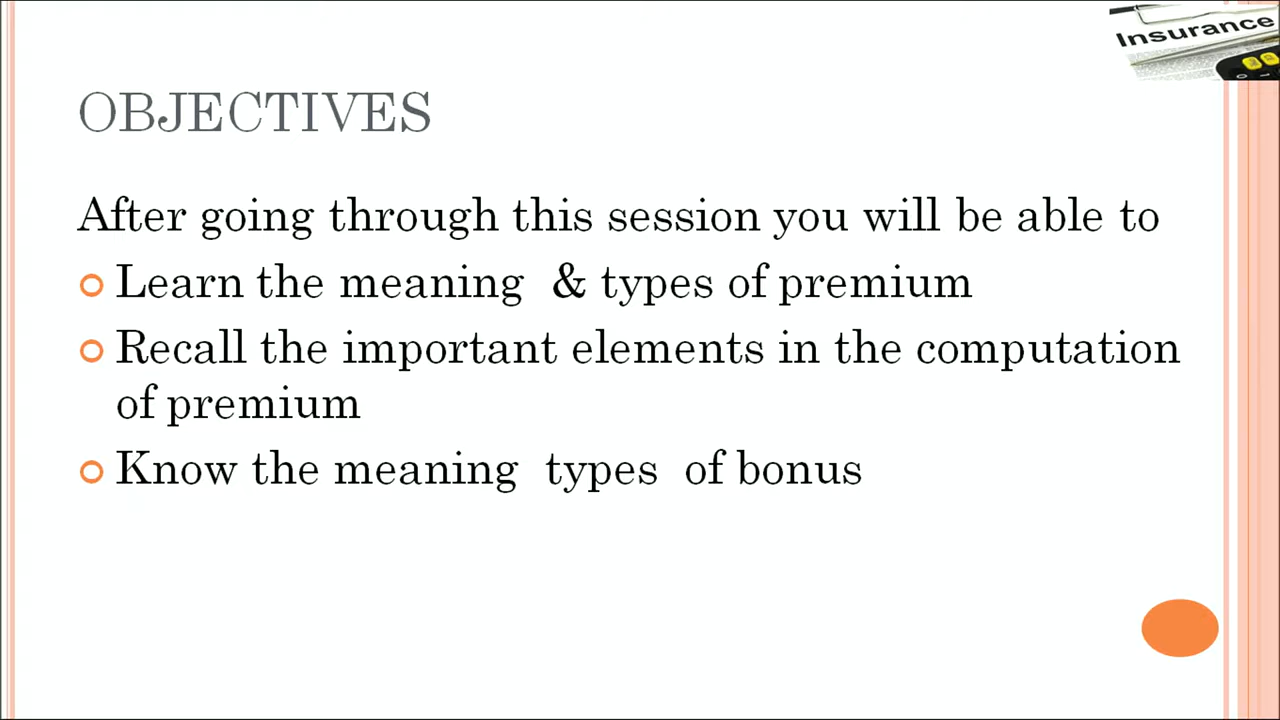 Insurance
OBJECTIVES
After going through this session you will be able to
Learn the meaning & types of premium
Recall the important elements in the computation
of premium
Know the meaning types of bonus